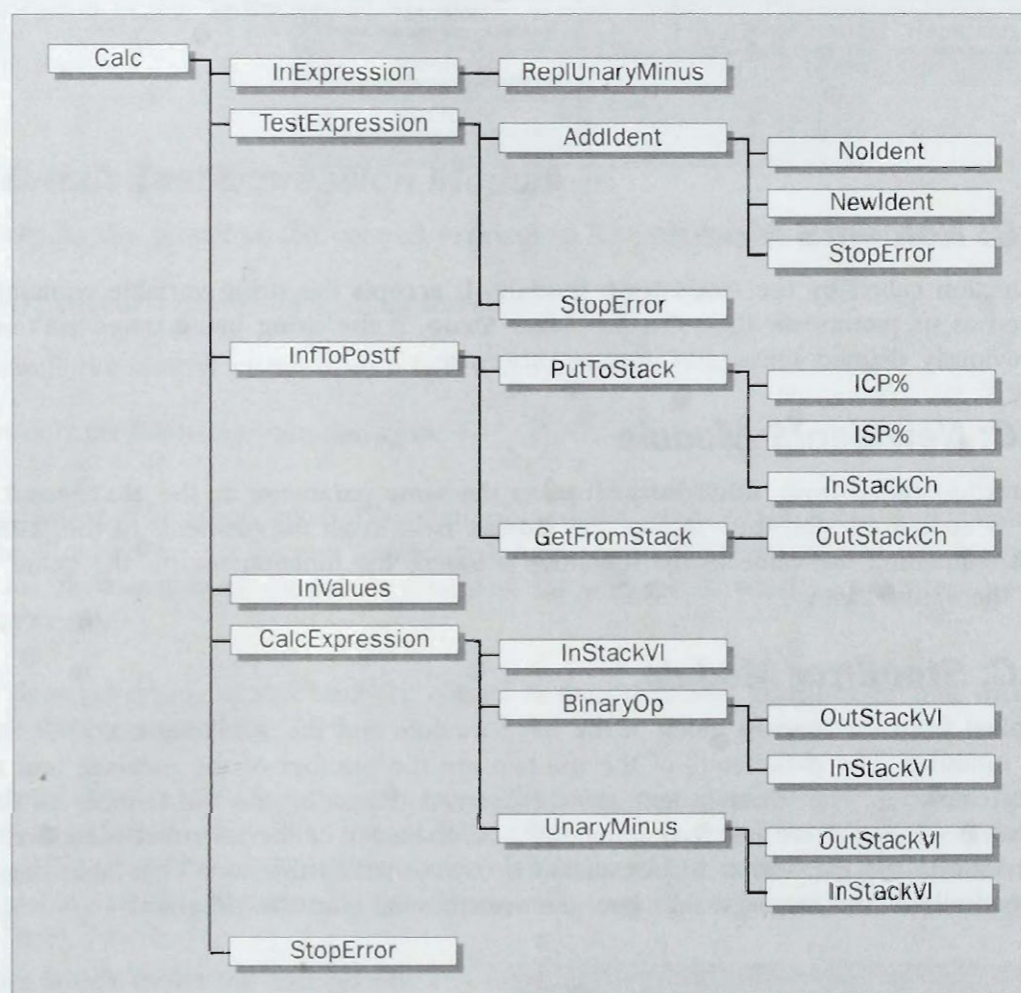 Calc
InExpression
ReplUnaryMinus
TestExpression
AddIdent
NoIdent
NewIdent
StopError
StopError
InfToPostf
PutToStack
ICP%
ISP%
InStackCh
GetFromStack
OutStackCh
InValues
CalcExpression
InStackVl
BinaryOp
OutStackVl
InStackVl
UnaryMinus
OutStackVl
InStackVl
StopError